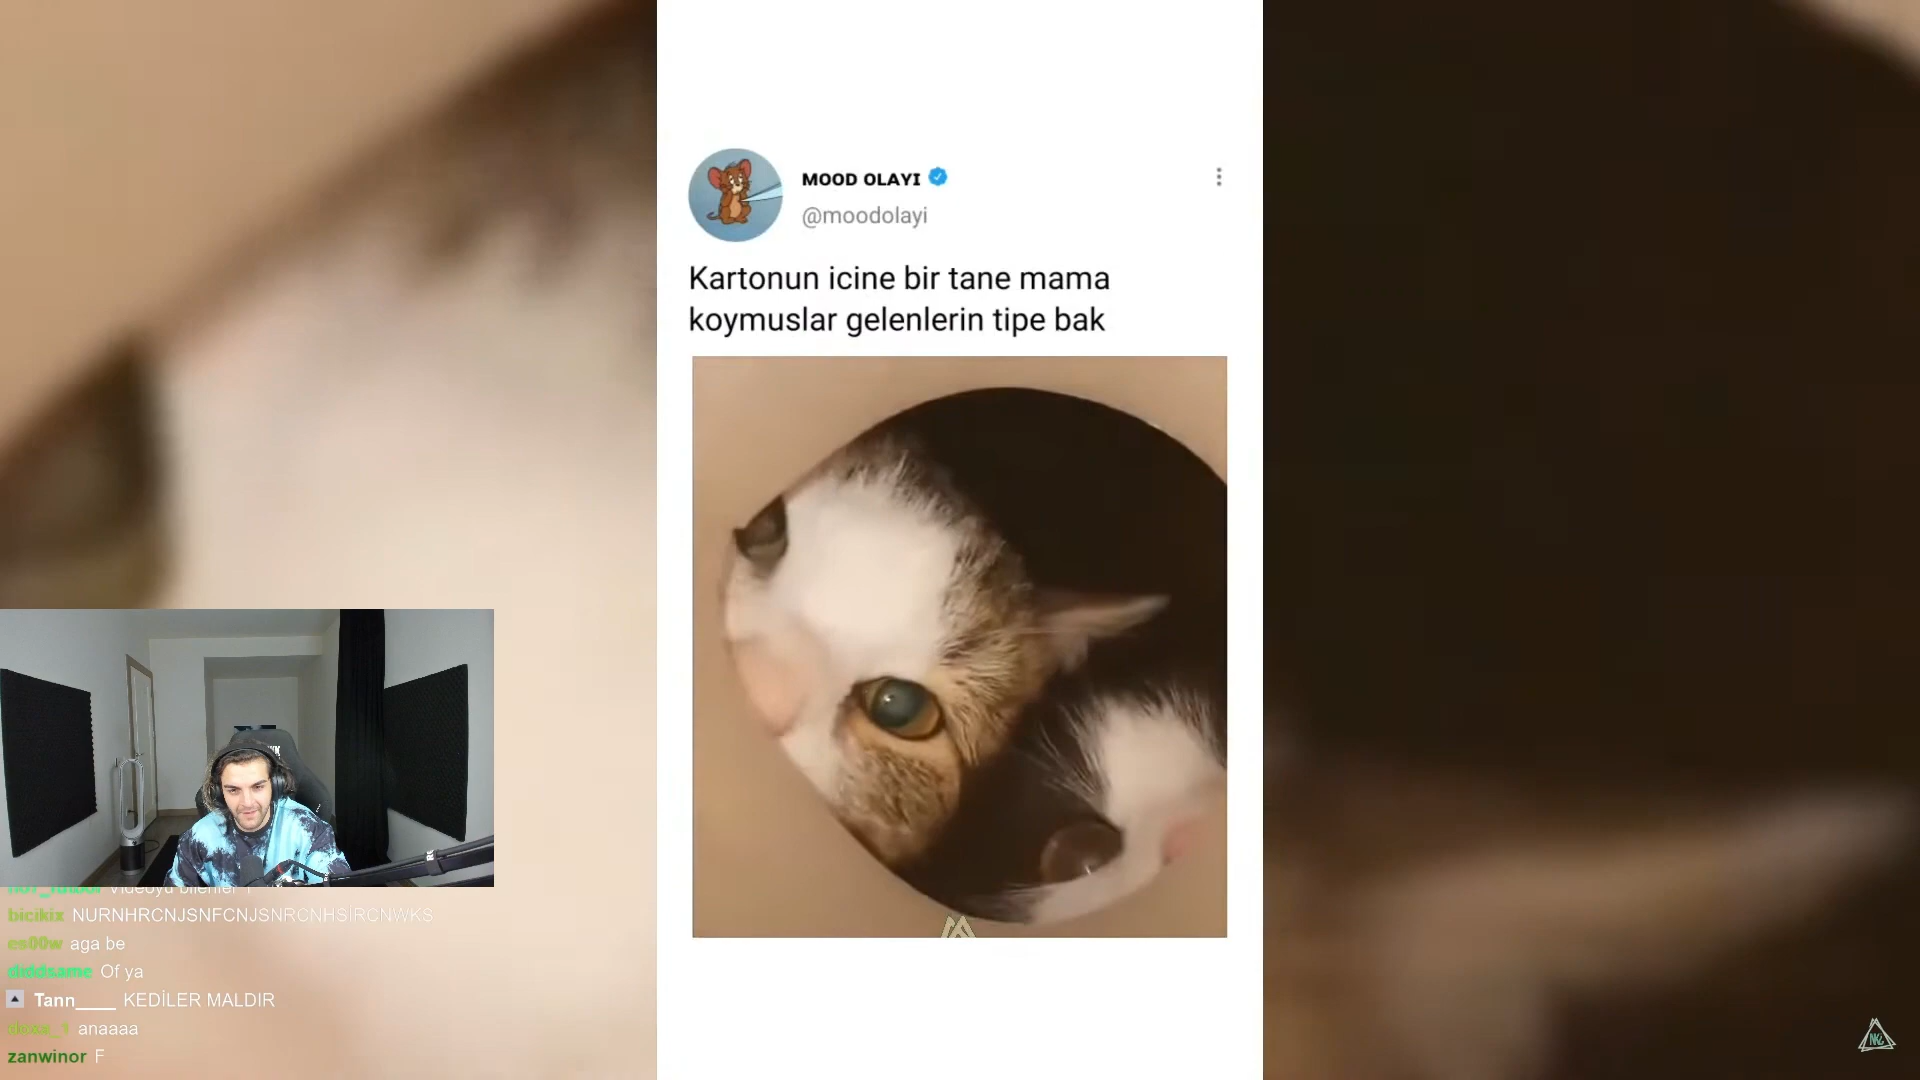 MOOD OLAYI
@moodolayi
Kartonun icine bir tane mama
koymuslar gelenlerin tipe bak
bicikix NURNHRCNJSNFCNJSNRCNHSİRCNWKS
es00w aga be
diddsame Of ya
Tann____ KEDİLER MALDIR
anaaaa
zanwinor F